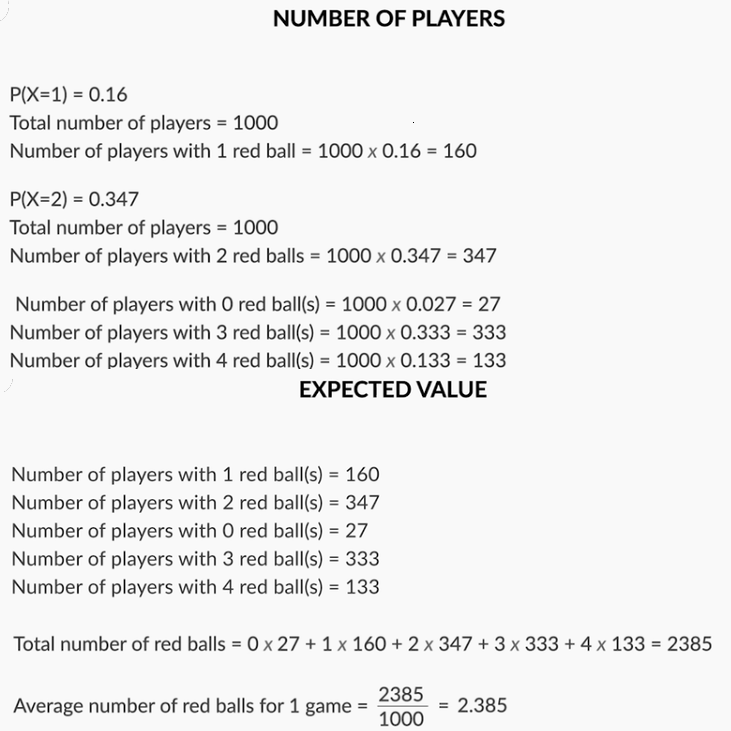 NUMBER OF PLAYERS
P(X=1) = 0.16
Total number of players = 1000
Number of players with 1 red ball = 1000 x 0.16 = 160
P(X=2) = 0.347
Total number of players = 1000
Number of players with 2 red balls = 1000 x 0.347 = 347
Number of players with 0 red ball(s) = 1000 x 0.027 = 27
Number of players with 3 red ball(s) = 1000 x 0.333 = 333
Number of players with 4 red ball(s) = 1000 x 0.133 = 133
EXPECTED VALUE
Number of players with 1 red ball(s) = 160
Number of players with 2 red ball(s) = 347
Number of players with 0 red ball(s) = 27
Number of players with 3 red ball(s) = 333
Number of players with 4 red ball(s) = 133
Total number of red balls = 0 x 27 + 1 x 160 + 2 x 347 + 3 x 333 + 4 x 133 = 2385
Average number of red balls for 1 game = 2385/1000 = 2.385